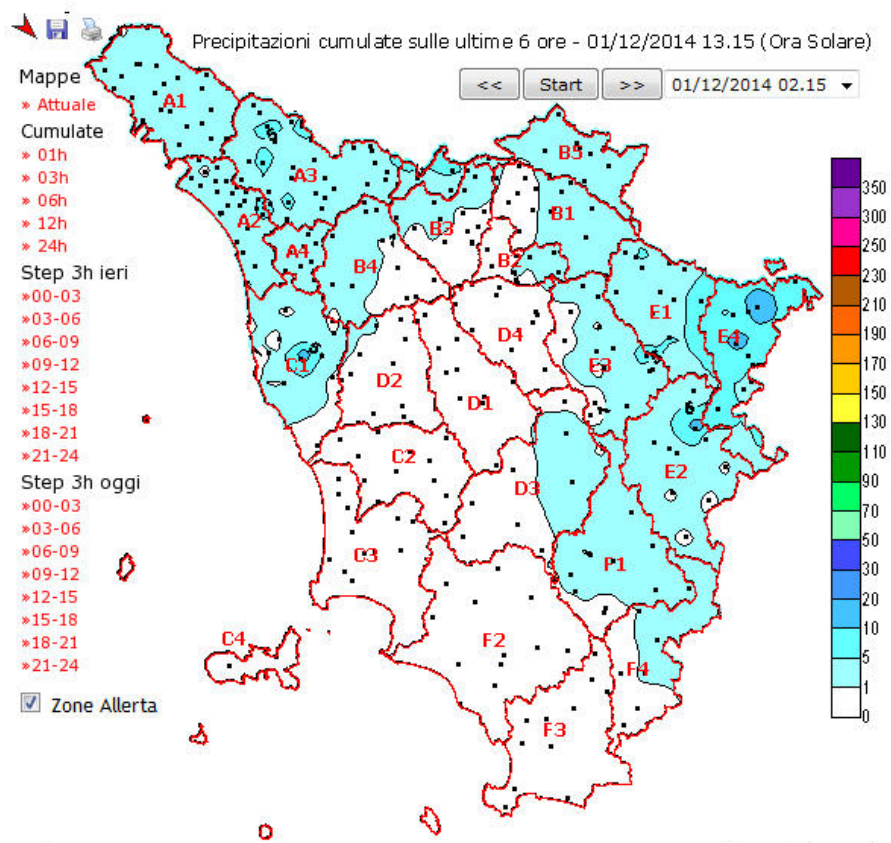 Precipitazioni cumulate sulle ultime 6 ore - 01/12/2014 13.15 (Ora Solare)
<< Start >> 01/12/2014 02.15
Mappe
» Attuale
Cumulate
» 01h
» 03h
» 06h
» 12h
» 24h
Step 3h ieri
»00-03
»03-06
»06-09
»09-12
»12-15
»15-18
»18-21
»21-24
Step 3h oggi
»00-03
»03-06
»06-09
»09-12
»12-15
»15-18
»18-21
»21-24
Zone Allerta
A1
A3
A2
A4
B5
B1
B3
B2
B4
E1
E4
D4
E3
C1
D2
D1
C2
D3
E2
C3
P1
C4
F2
F4
F3
350
300
250
230
210
190
170
150
130
110
90
70
50
30
20
10
5
1
0